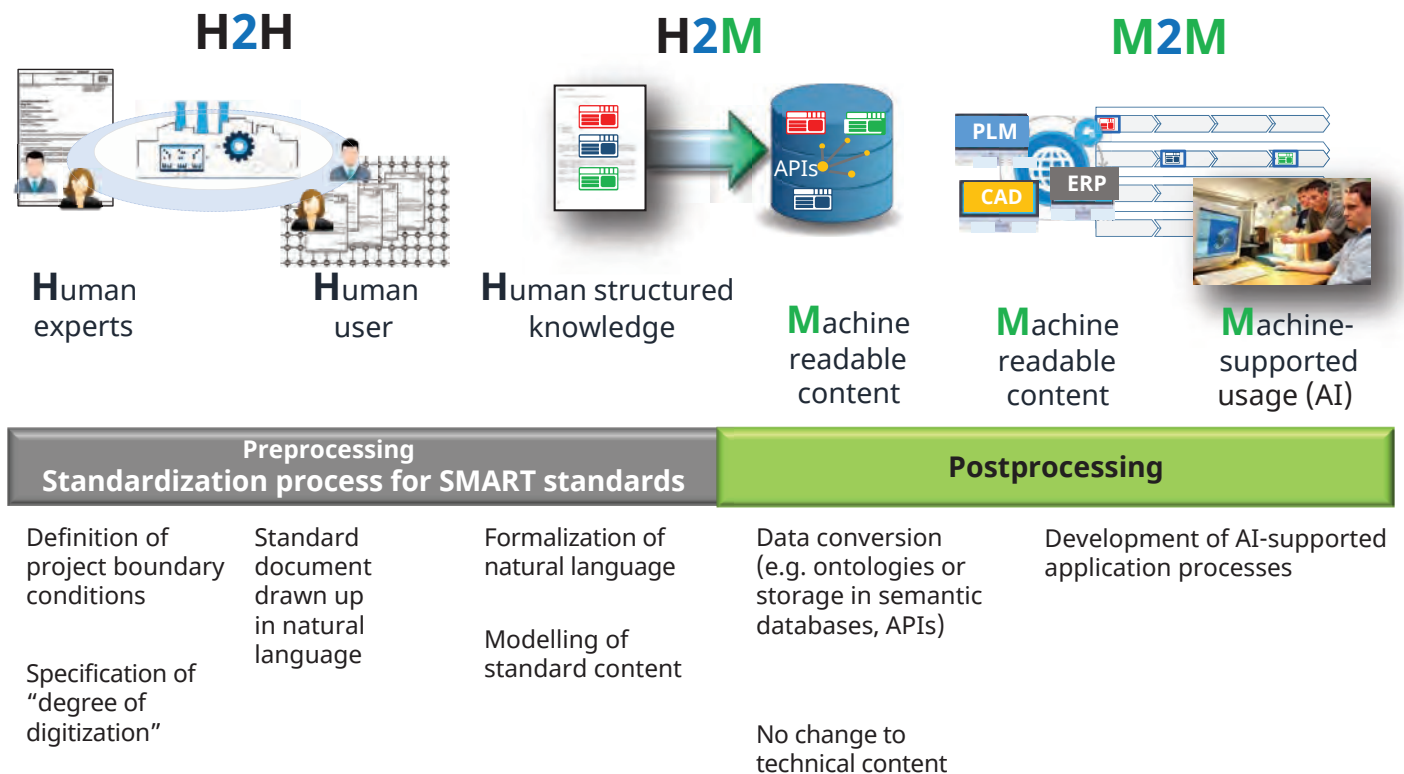 H2H
H2M
M2M
APIs
PLM
CAD
ERP
Human
experts
Human
user
Human structured
knowledge
Machine
readable
content
Machine
readable
content
Machine-
supported
usage (AI)
Preprocessing
Standardization process for SMART standards
Postprocessing
Definition of
project boundary
conditions
Specification of
“degree of
digitization”
Standard
document
drawn up
in natural
language
Formalization of
natural language
Modelling of
standard content
Data conversion
(e.g. ontologies or
storage in semantic
databases, APIs)
No change to
technical content
Development of AI-supported
application processes